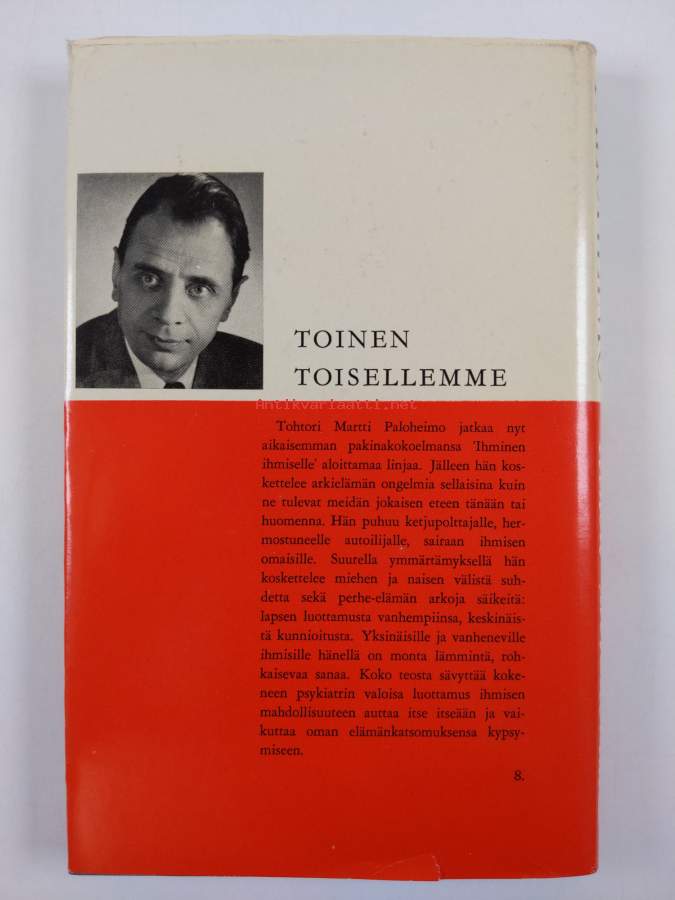 TOINEN
TOISELLEMME
Antikvariaatti.net
Tohtori Martti Paloheimo jatkaa nyt
aikaisemman pakinakokoelmansa 'Ihminen
ihmiselle' aloittamaa linjaa. Jälleen hän kos-
kettelee arkielämän ongelmia sellaisina kuin
ne tulevat meidän jokaisen eteen tänään tai
huomenna. Hän puhuu ketjupolttajalle, her-
mostuneelle autoilijalle, sairaan ihmisen
omaisille. Suurella ymmärtämyksellä hän
koskettelee miehen ja naisen välistä suh-
detta sekä perhe-elämän arkoja säikeitä:
lapsen luottamusta vanhempiinsa, keskinäis-
tä kunnioitusta. Yksinäisille ja vanheneville
ihmisille hänellä on monta lämmintä, roh-
kaisevaa sanaa. Koko teosta sävyttää koke-
neen psykiatrin valoisa luottamus ihmisen
mahdollisuuteen auttaa itse itseään ja vai-
kuttaa oman elämänkatsomuksensa kypsy-
miseen.
8.